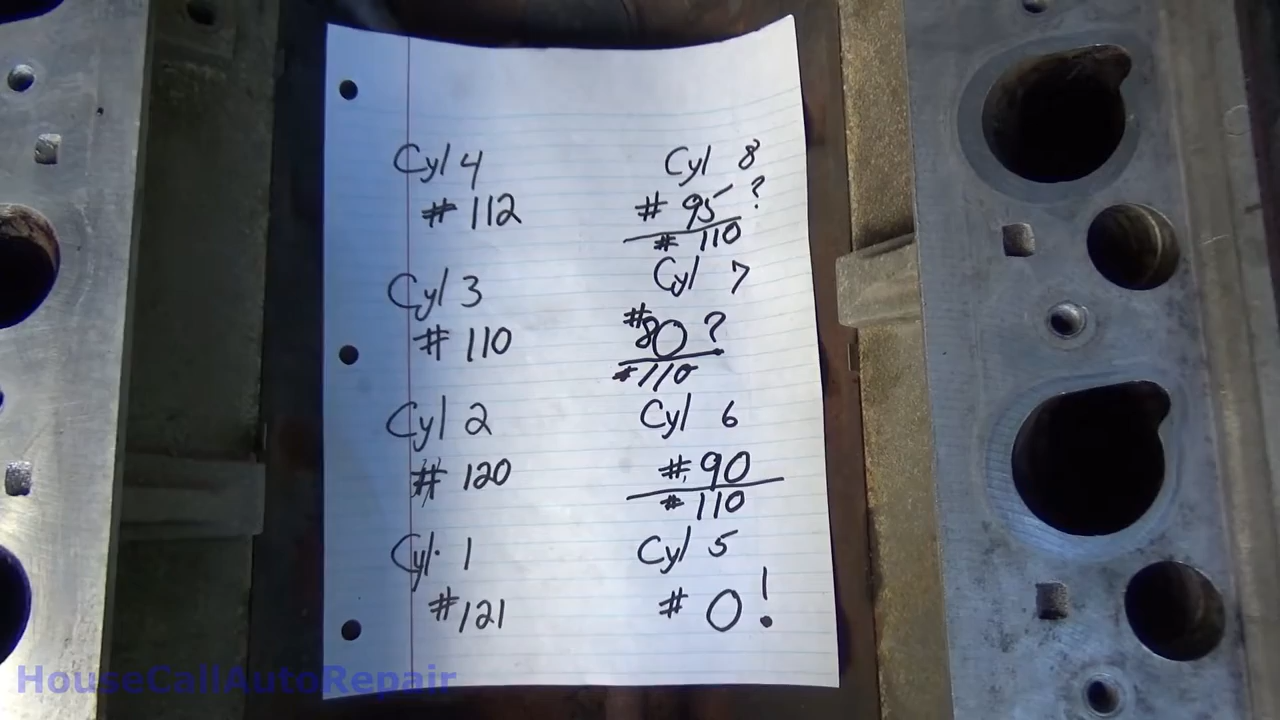 Cyl 4
# 112
Cyl 3
# 110
Cyl 2
# 120
Cyl. 1
# 121
Cyl 8
# 95 ?
# 110
Cyl 7
# 80 ?
# 110
Cyl 6
# 90
# 110
Cyl 5
# 0!
HouseCallAutoRepair